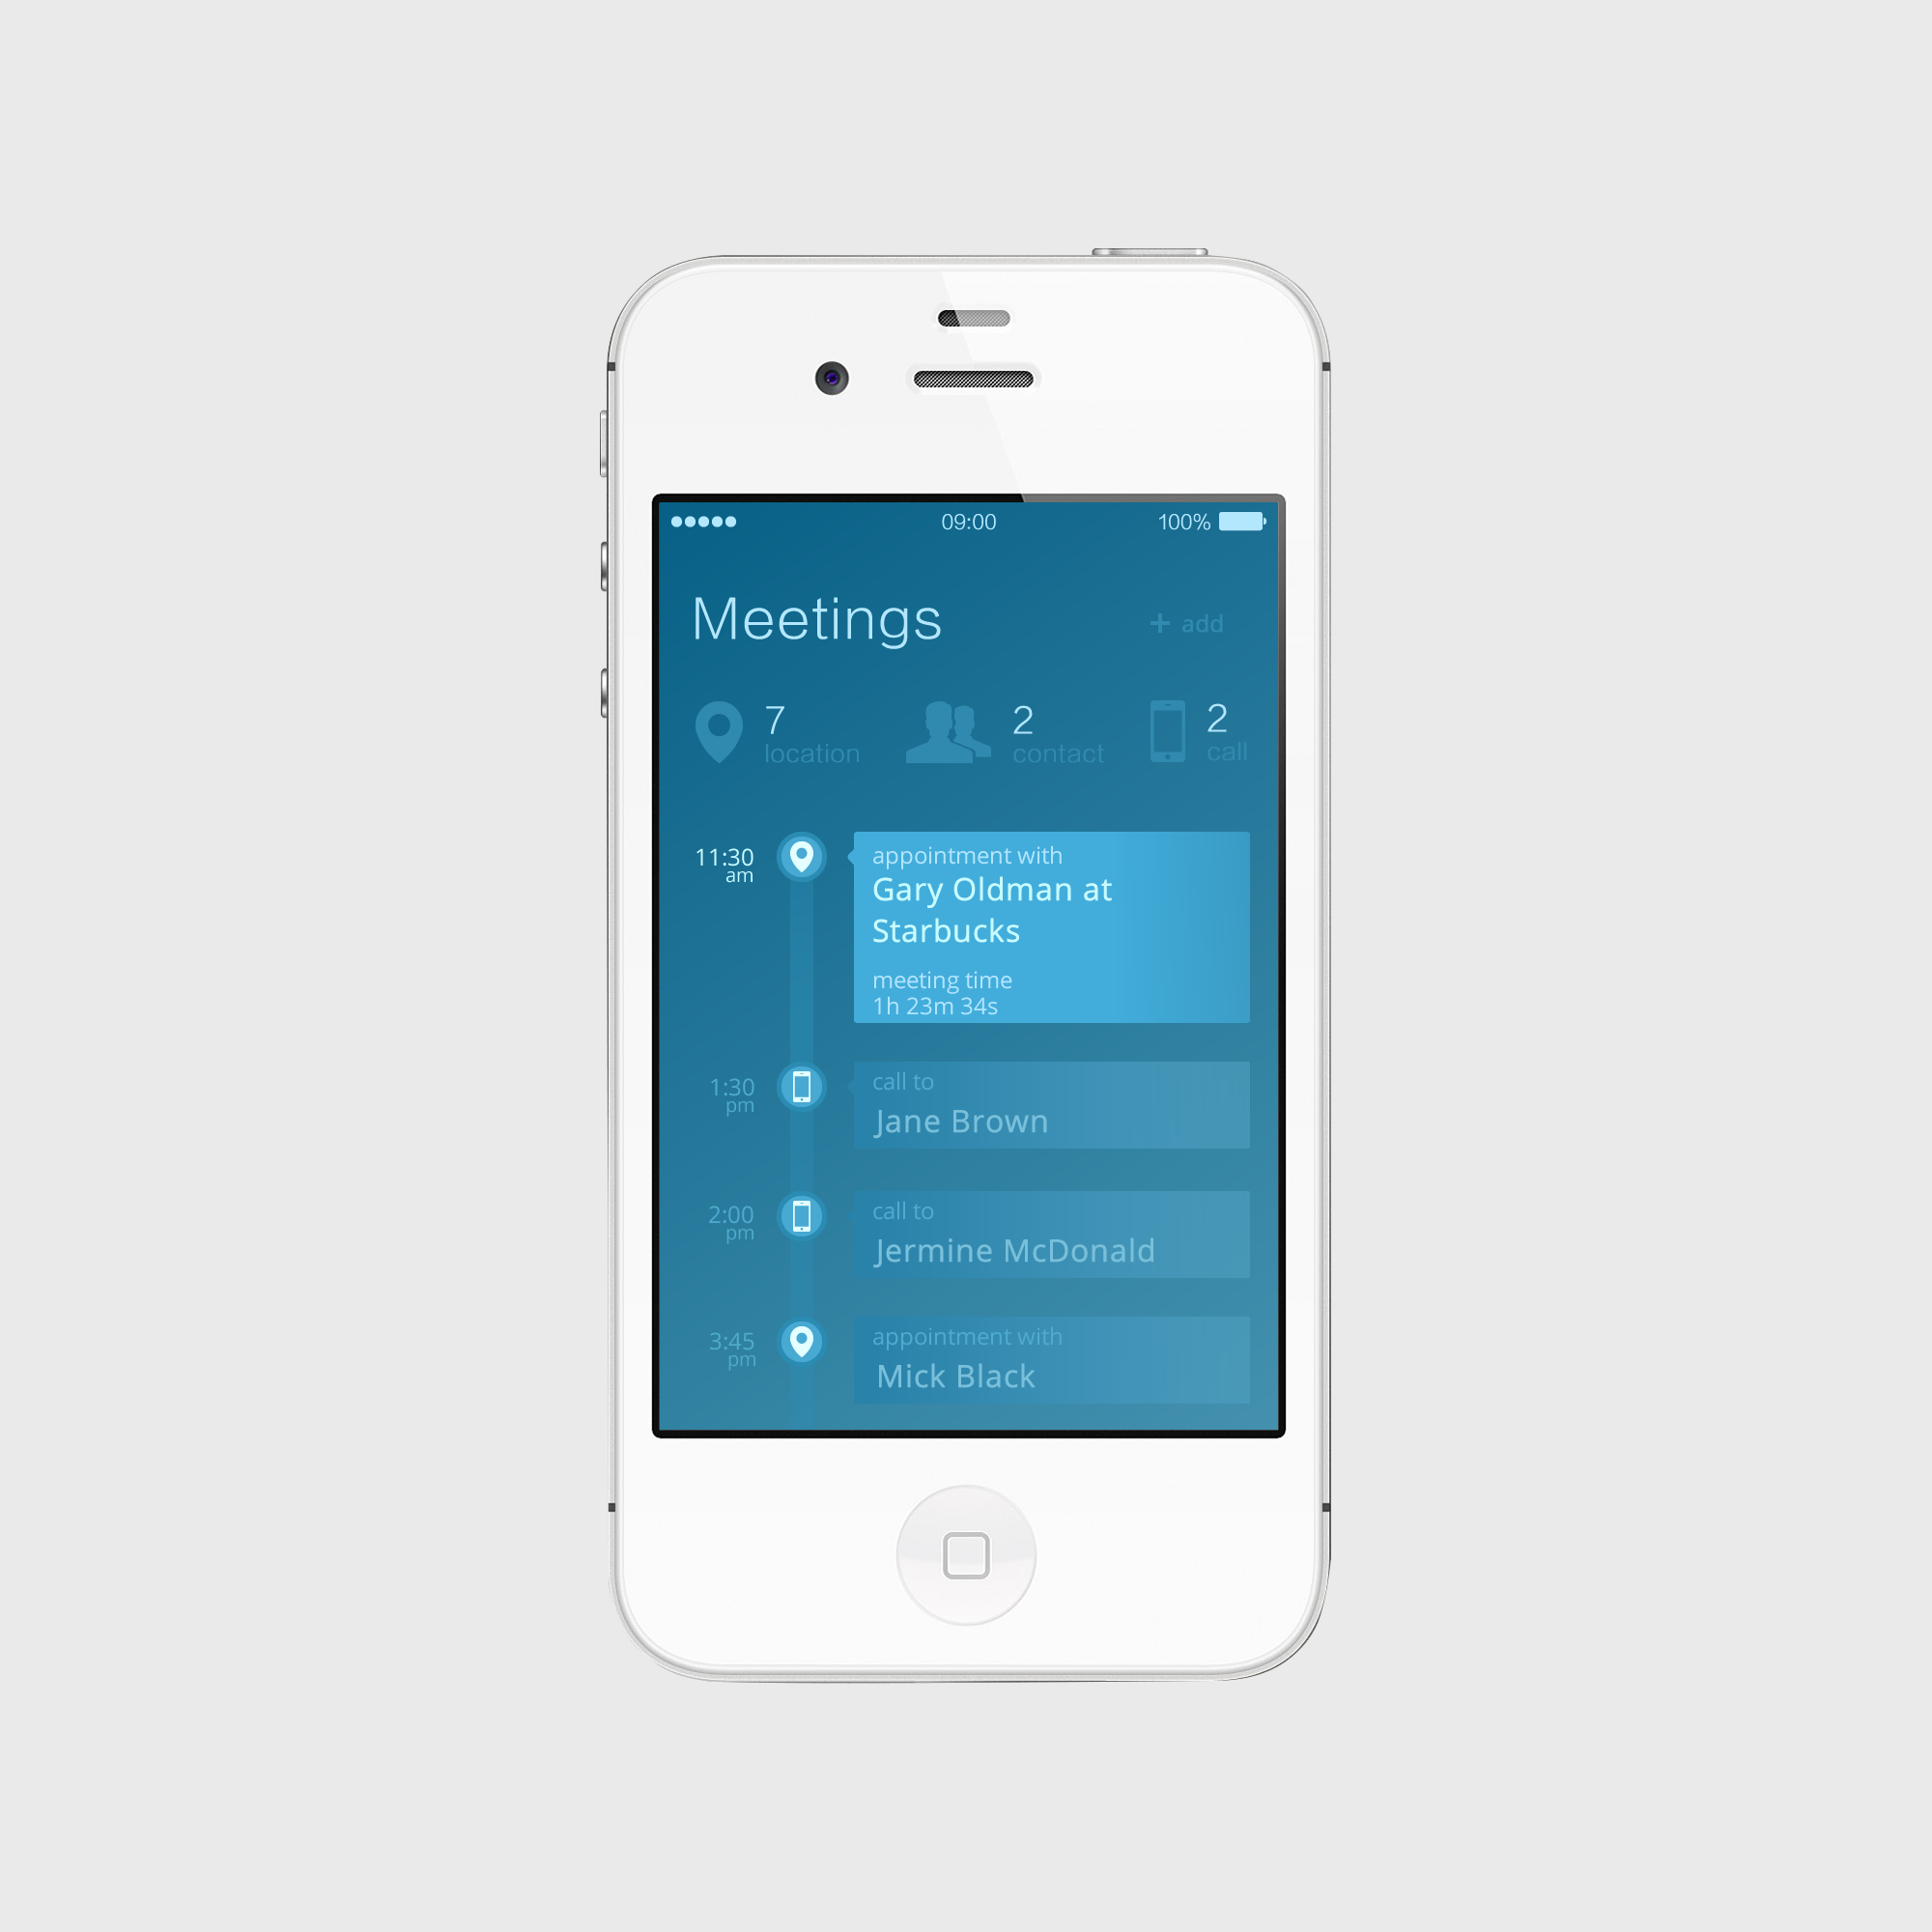 09:00 100%
Meetings + add
7 2 2
location contact call
11:30 am
appointment with
Gary Oldman at
Starbucks
meeting time
1h 23m 34s
1:30 pm
call to
Jane Brown
2:00 pm
call to
Jermine McDonald
3:45 pm
appointment with
Mick Black